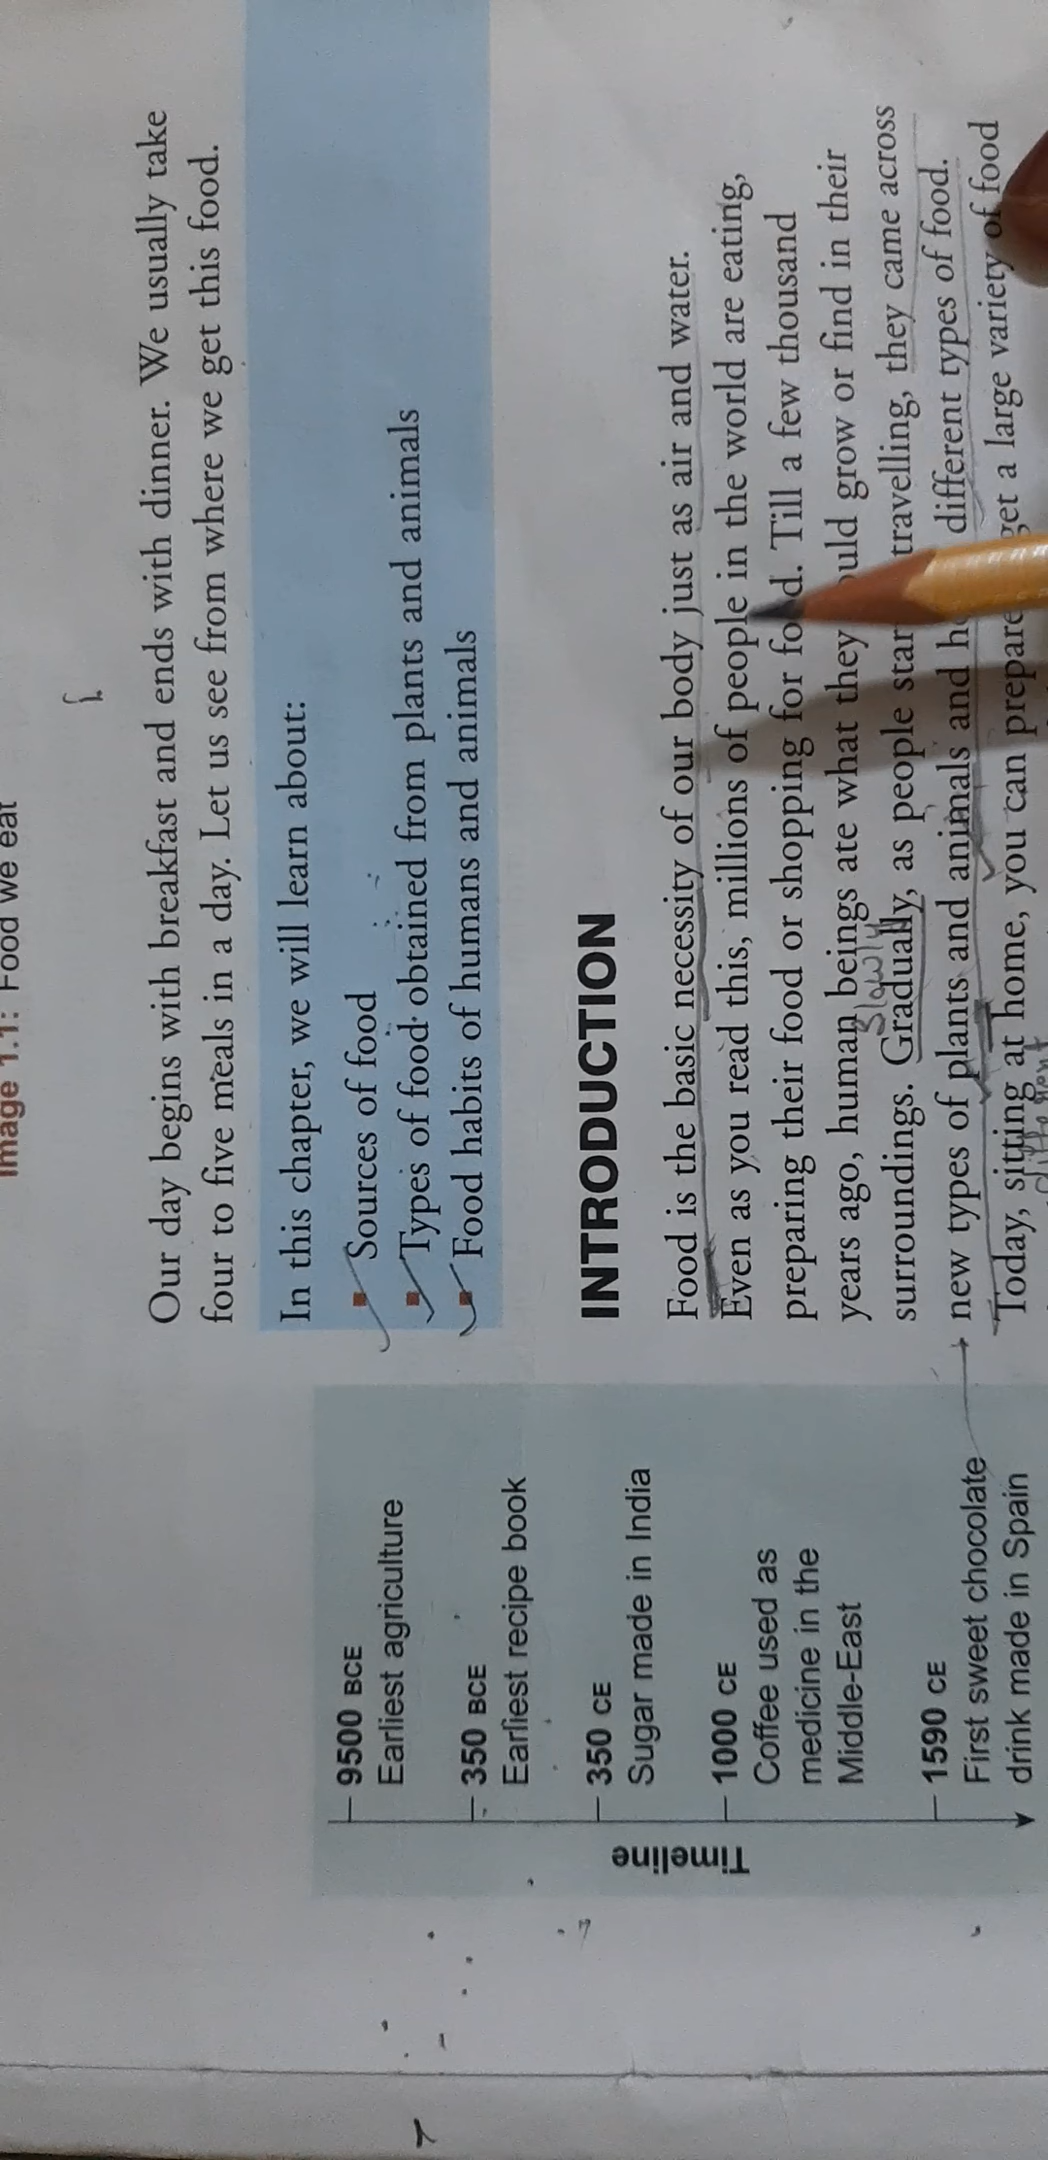 Image 1.1: Food we eat
Our day begins with breakfast and ends with dinner. We usually take
four to five meals in a day. Let us see from where we get this food.
In this chapter, we will learn about:
Sources of food
Types of food obtained from plants and animals
Food habits of humans and animals
INTRODUCTION
Food is the basic necessity of our body just as air and water.
Even as you read this, millions of people in the world are eating,
preparing their food or shopping for food. Till a few thousand
years ago, human beings ate what they could grow or find in their
slowly
surroundings. Gradually, as people travelling, they came across
new types of plants and animals and different types of food.
Today, sitting at home, you can prepare get a large variety of food
Timeline
9500 BCE
Earliest agriculture
350 BCE
Earliest recipe book
350 CE
Sugar made in India
1000 CE
Coffee used as
medicine in the
Middle-East
1590 CE
First sweet chocolate
drink made in Spain